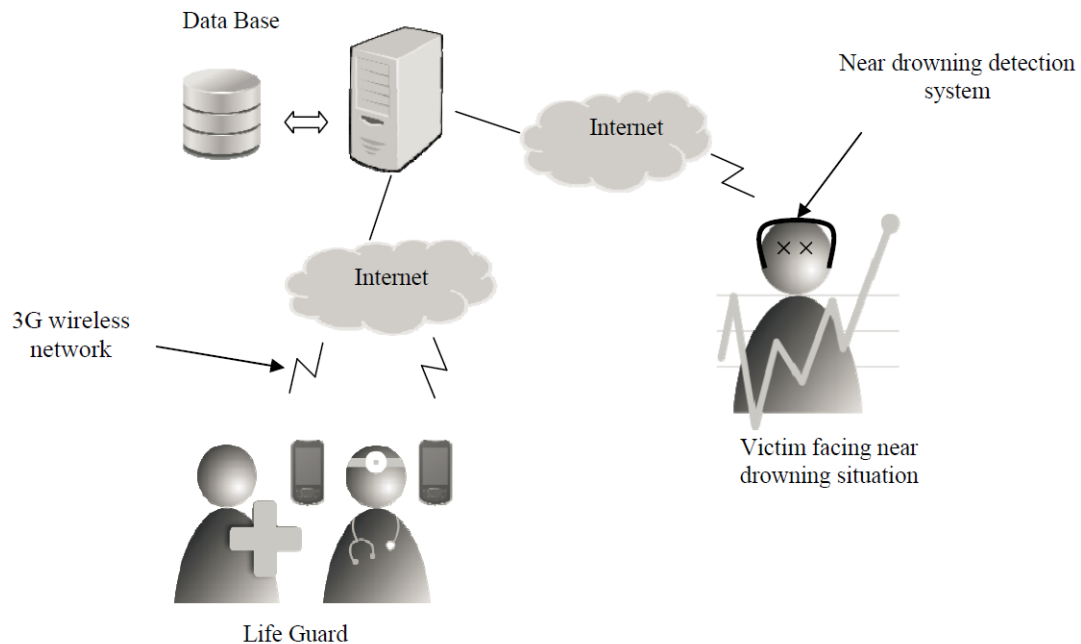 Data Base
Near drowning detection
system
Internet
Internet
3G wireless
network
Victim facing near
drowning situation
Life Guard